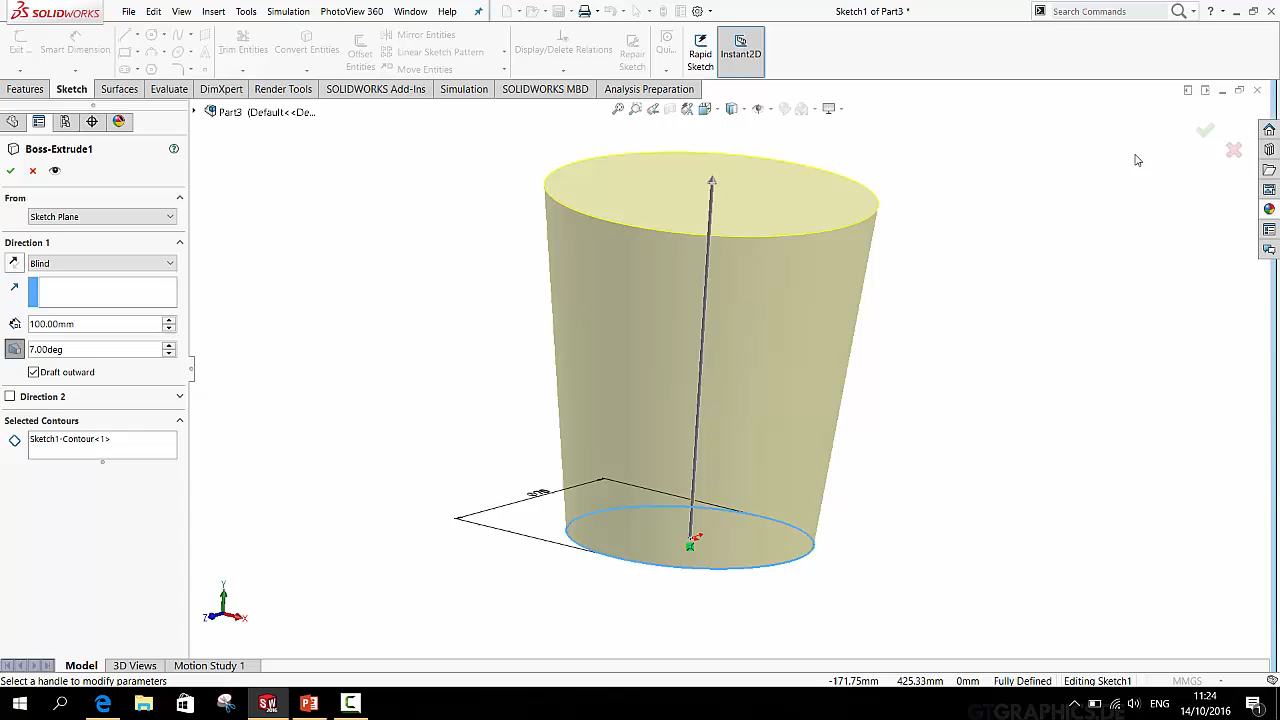 SOLIDWORKS File Edit View Insert Tools Simulation PhotoView 360 Window Help Sketch1 of Part3 * Search Commands
Exit... Smart Dimension Trim Entities Convert Entities Offset Entities Mirror Entities Linear Sketch Pattern Move Entities Display/Delete Relations Repair Sketch Qui... Rapid Sketch Instant2D
Features Sketch Surfaces Evaluate DimXpert Render Tools SOLIDWORKS Add-Ins Simulation SOLIDWORKS MBD Analysis Preparation
Part3 (Default<<De...
Boss-Extrude1
From
Sketch Plane
Direction 1
Blind
100.00mm
7.00deg
Draft outward
Direction 2
Selected Contours
Sketch1-Contour<1>
Y
Z X
Model 3D Views Motion Study 1
Select a handle to modify parameters -171.75mm 425.33mm 0mm Fully Defined Editing Sketch1 MMGS
ENG 11:24
14/10/2016
GTGRAPHICS.DE